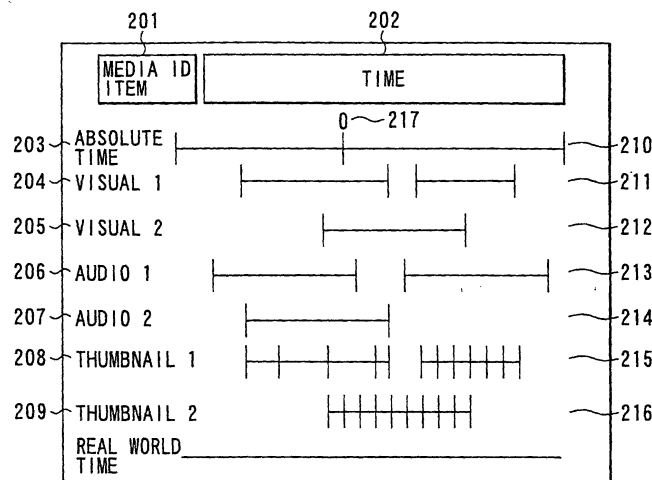 201 202
MEDIA ID
ITEM
TIME
0 217
203 ABSOLUTE
TIME 210
204 VISUAL 1 211
205 VISUAL 2 212
206 AUDIO 1 213
207 AUDIO 2 214
208 THUMBNAIL 1 215
209 THUMBNAIL 2 216
REAL WORLD
TIME